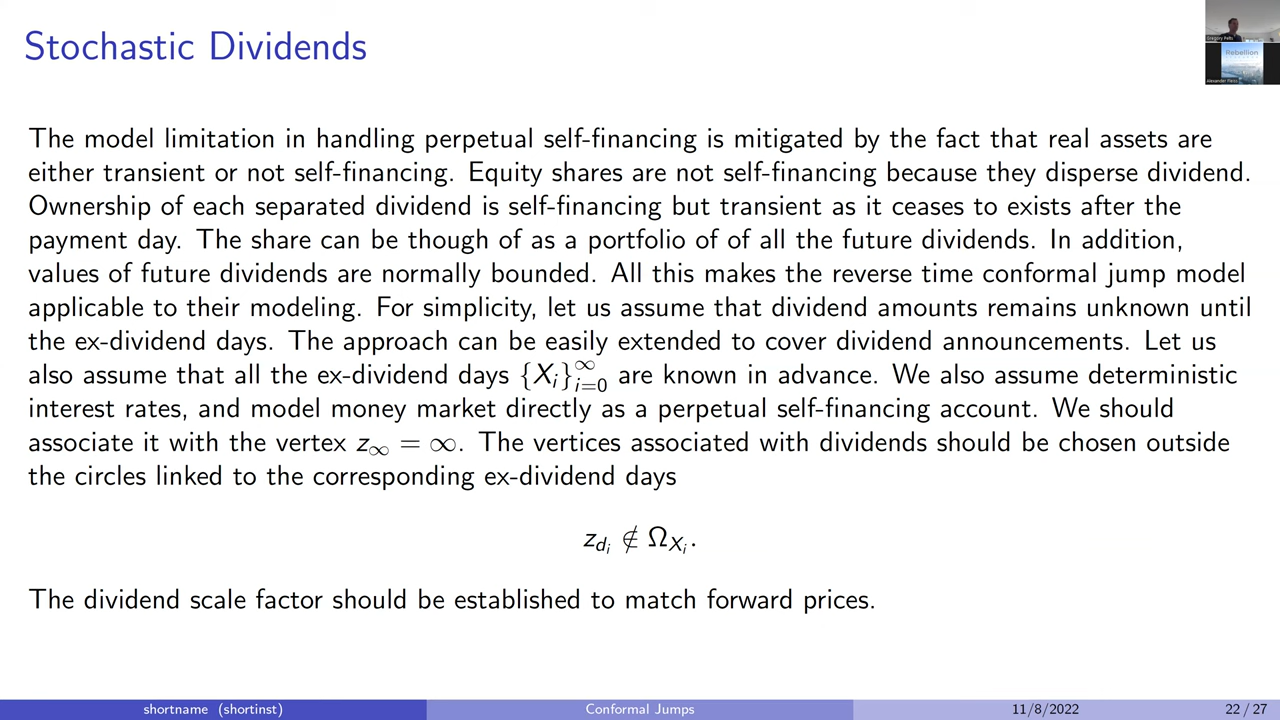 Stochastic Dividends
Gregory Pelts
Rebellion
Alexander Fleiss
The model limitation in handling perpetual self-financing is mitigated by the fact that real assets are
either transient or not self-financing. Equity shares are not self-financing because they disperse dividend.
Ownership of each separated dividend is self-financing but transient as it ceases to exists after the
payment day. The share can be though of as a portfolio of of all the future dividends. In addition,
values of future dividends are normally bounded. All this makes the reverse time conformal jump model
applicable to their modeling. For simplicity, let us assume that dividend amounts remains unknown until
the ex-dividend days. The approach can be easily extended to cover dividend announcements. Let us
also assume that all the ex-dividend days {X_i}_{i=0}^∞ are known in advance. We also assume deterministic
interest rates, and model money market directly as a perpetual self-financing account. We should
associate it with the vertex z_∞ = ∞. The vertices associated with dividends should be chosen outside
the circles linked to the corresponding ex-dividend days
z_{d_i} ∉ Ω_{X_i}.
The dividend scale factor should be established to match forward prices.
shortname (shortinst)
Conformal Jumps
11/8/2022
22 / 27